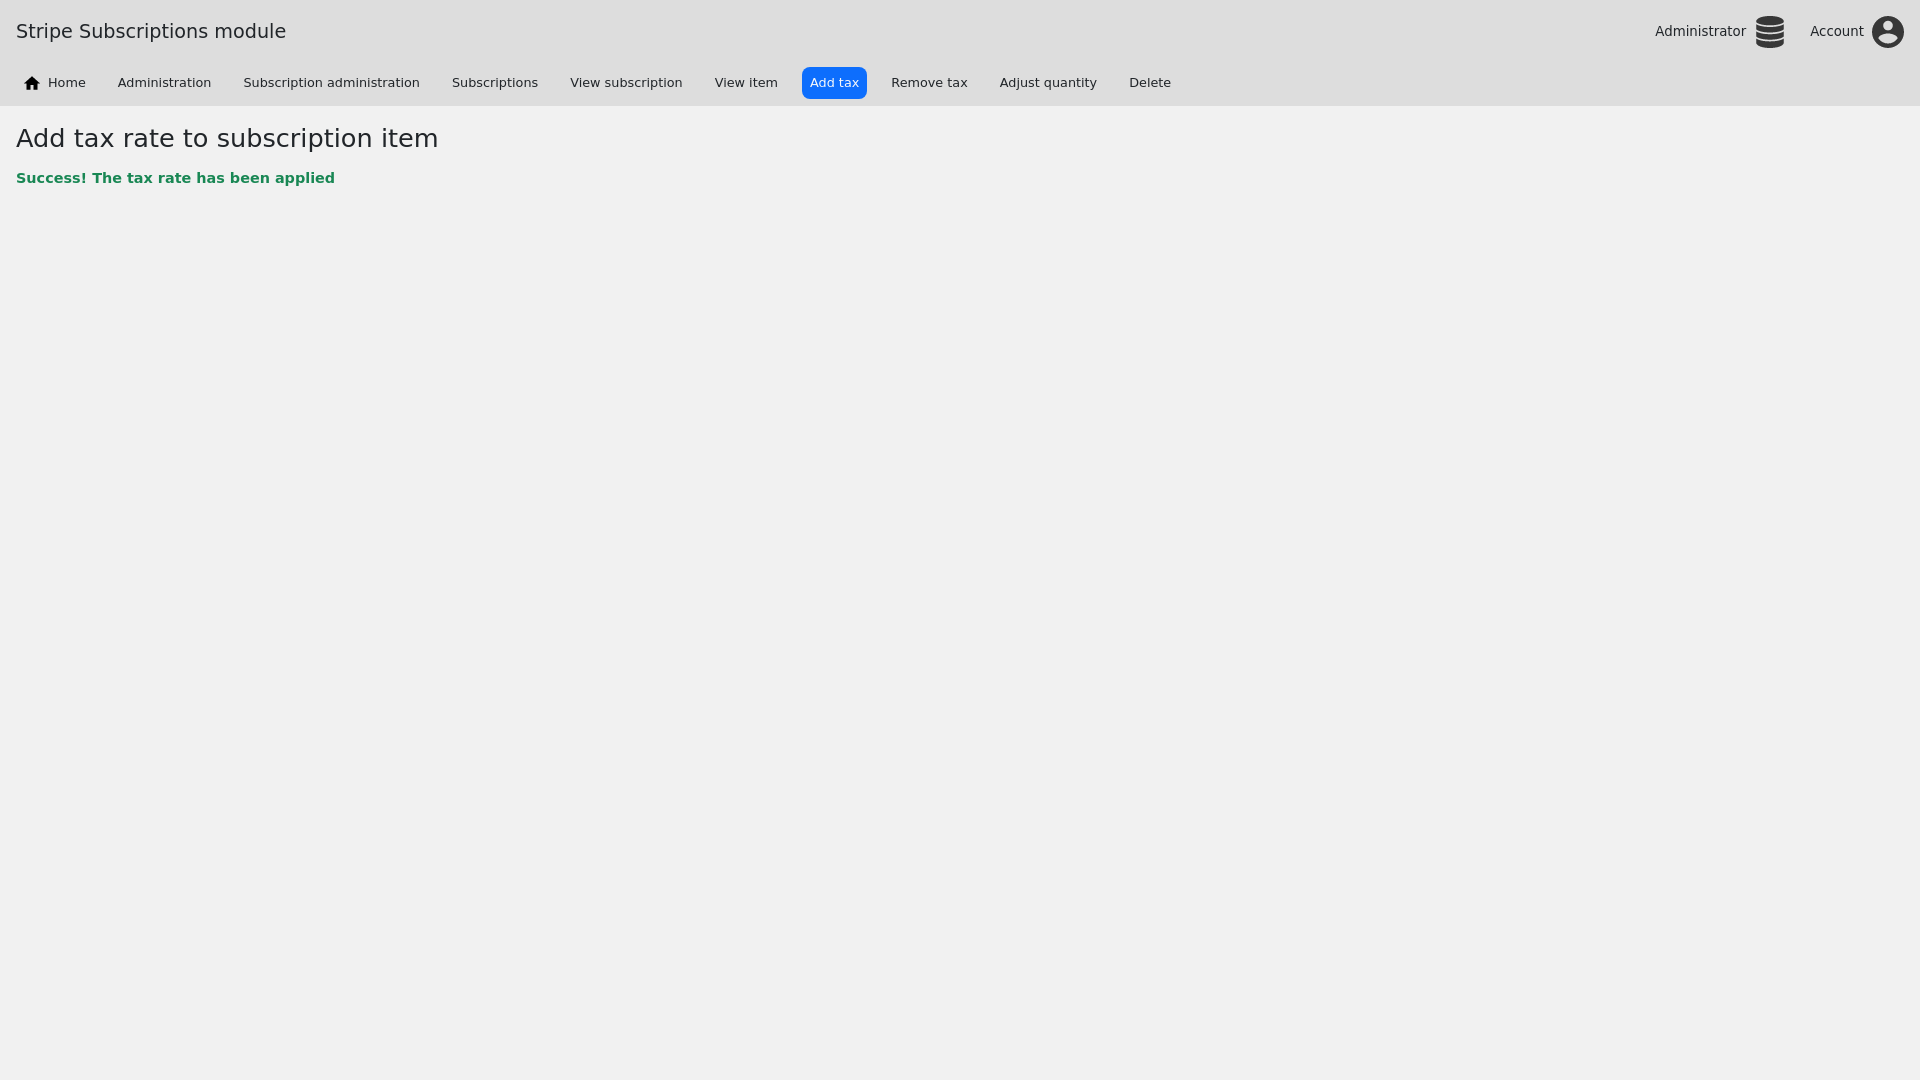 Stripe Subscriptions module
Administrator
Account
Home
Administration
Subscription administration
Subscriptions
View subscription
View item
Add tax
Remove tax
Adjust quantity
Delete
Add tax rate to subscription item
Success! The tax rate has been applied